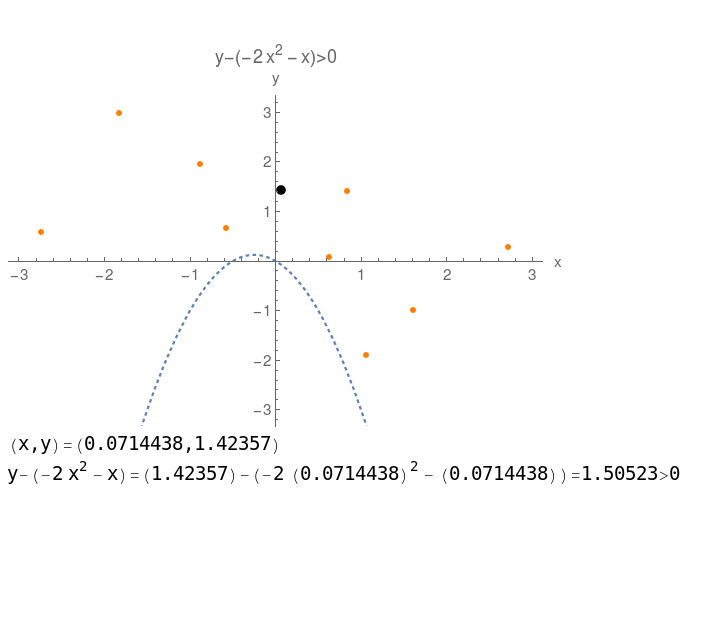 y−(−2 x² − x)>0
y
3
2
1
−3 −2 −1 1 2 3 x
−1
−2
−3
(x,y) = (0.0714438,1.42357)
y− (−2 x² − x) = (1.42357) − (−2 (0.0714438)² − (0.0714438) ) =1.50523>0